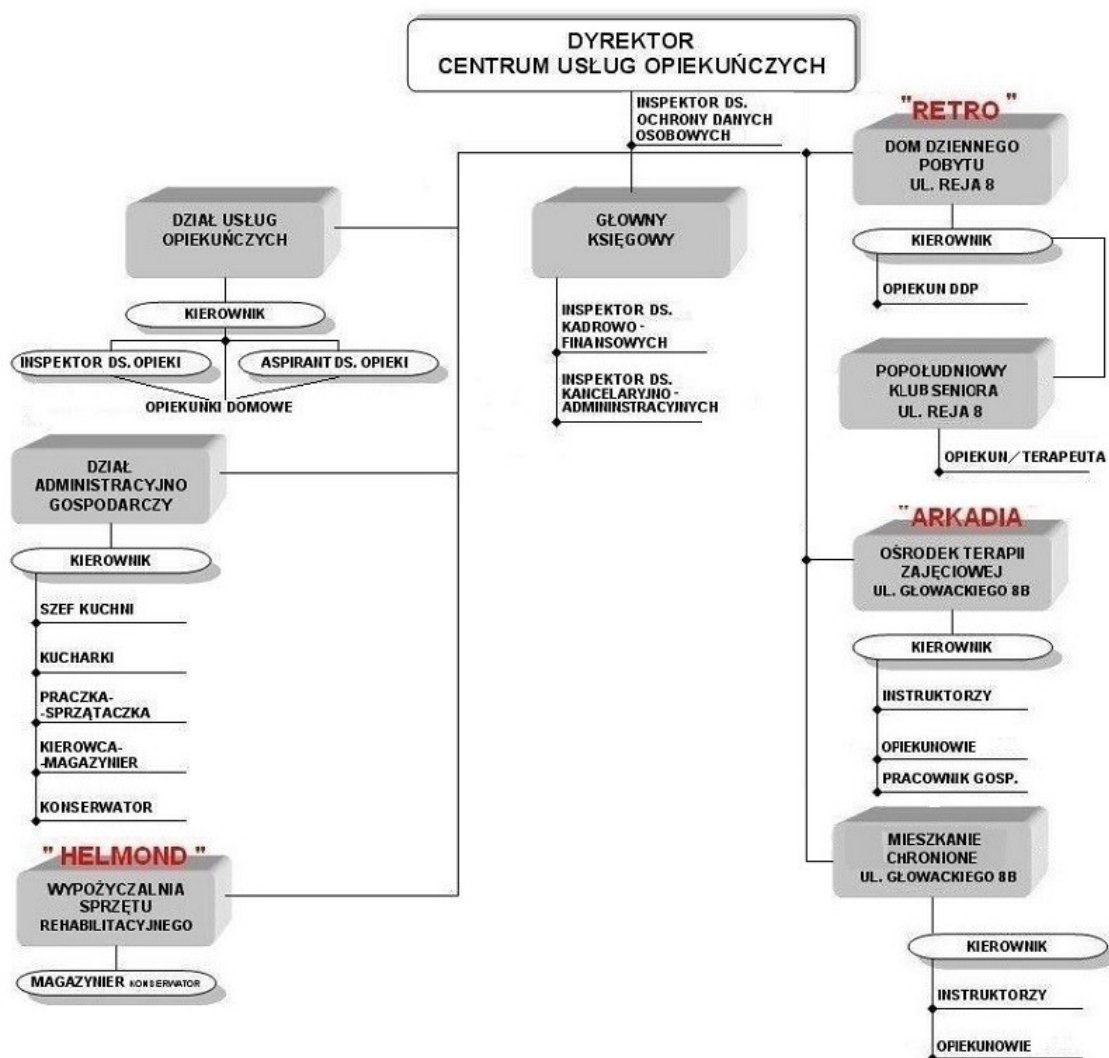 DYREKTOR
CENTRUM USŁUG OPIEKUŃCZYCH
INSPEKTOR DS.
OCHRONY DANYCH
OSOBOWYCH
DZIAŁ USŁUG
OPIEKUŃCZYCH
KIEROWNIK
INSPEKTOR DS. OPIEKI
ASPIRANT DS. OPIEKI
OPIEKUŃKI DOMOWE
DZIAŁ
ADMINISTRACYJNO
GOSPODARCZY
KIEROWNIK
SZEF KUCHNI
KUCHARKI
PRACZKA-
-SPRZĄTACZKA
KIEROWCA-
-MAGAZYNIER
KONSERWATOR
" HELMOND "
WYPOŻYCZALNIA
SPRZĘTU
REHABILITACYJNEGO
MAGAZYNIER KONSERWATOR
GŁOWNY
KSIĘGOWY
INSPEKTOR DS.
KADROWO -
FINANSOWYCH
INSPEKTOR DS.
KANCELARYJNO-
ADMININSTRACYJNYCH
"RETRO "
DOM DZIENNEGO
POBYTU
UL. REJA 8
KIEROWNIK
OPIEKUN DDP
POPOŁUDNIOWY
KLUB SENIORA
UL. REJA 8
OPIEKUN/TERAPEUTA
" ARKADIA "
OŚRODEK TERAPII
ZAJĘCIOWEJ
UL. GŁOWACKIEGO 8B
KIEROWNIK
INSTRUKTORZY
OPIEKUNOWIE
PRACOWNIK GOSP.
MIESZKANIE
CHRONIONE
UL. GŁOWACKIEGO 8B
KIEROWNIK
INSTRUKTORZY
OPIEKUNOWIE